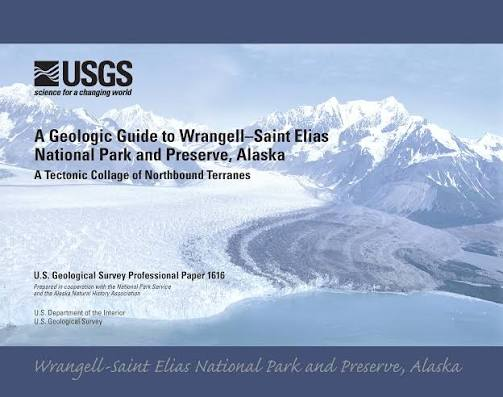 USGS
science for a changing world
A Geologic Guide to Wrangell–Saint Elias
National Park and Preserve, Alaska
A Tectonic Collage of Northbound Terranes
U.S. Geological Survey Professional Paper 1616
Prepared in cooperation with the National Park Service
and the Alaska Natural History Association
U.S. Department of the Interior
U.S. Geological Survey
Wrangell-Saint Elias National Park and Preserve, Alaska